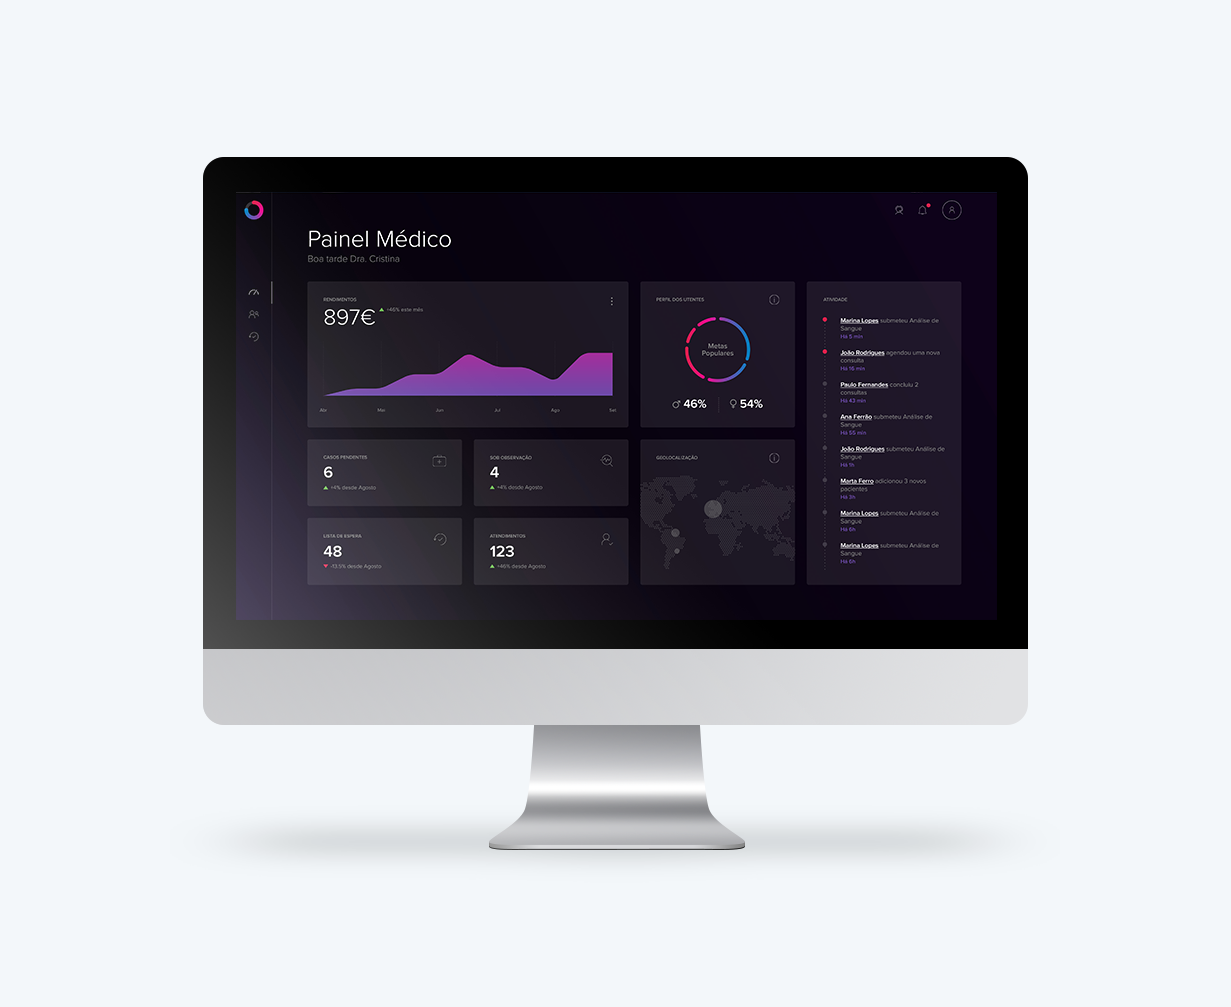 Painel Médico
Boa tarde Dra. Cristina
RENDIMENTOS
897€ +46% este mês
Abr Mai Jun Jul Ago Set
PERFIL DOS UTENTES
Metas
Populares
46% 54%
CASOS PENDENTES
6
+4% desde Agosto
SOB OBSERVAÇÃO
4
+2% desde Agosto
LISTA DE ESPERA
48
-13.5% desde Agosto
ATENDIMENTOS
123
+46% desde Agosto
GEOLOCALIZAÇÃO
ATIVIDADE
Marina Lopes submeteu Análise de
Sangue
Há 5 min
João Rodrigues agendou uma nova
consulta
Há 16 min
Paulo Fernandes concluiu 2
consultas
Há 43 min
Ana Ferrão submeteu Análise de
Sangue
Há 55 min
João Rodrigues submeteu Análise de
Sangue
Há 1h
Marta Ferro adicionou 3 novos
pacientes
Há 3h
Marina Lopes submeteu Análise de
Sangue
Há 6h
Marina Lopes submeteu Análise de
Sangue
Há 6h